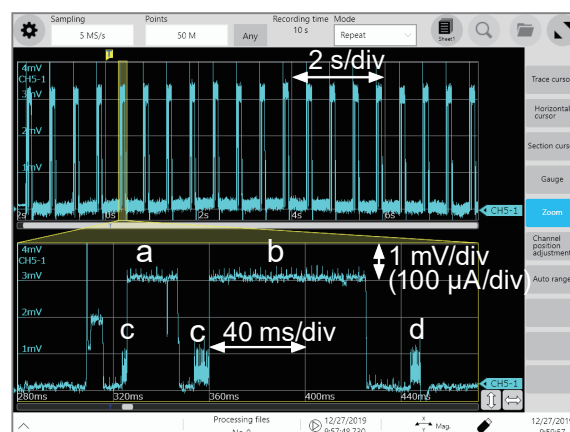 Sampling
Points
Recording time
Mode
5 MS/s
50 M
Any
10 s
Repeat
Sheet1
4mV
CH5-1
3mV
2mV
1mV
2s
0s
2s
4s
6s
2 s/div
CH5-1
Trace curso
Horizontal
cursor
Section curs
Gauge
Zoom
Channel
position
adjustment
Auto range
4mV
CH5-1
3mV
2mV
1mV
a
b
c
c
d
1 mV/div
(100 µA/div)
40 ms/div
CH5-1
280ms
320ms
360ms
400ms
440ms
Processing files
12/27/2019
Mag.
12/27/2019